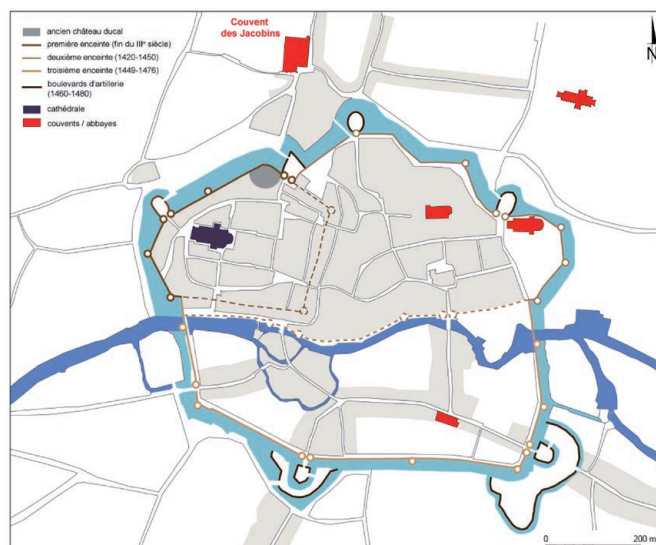 Couvent
des Jacobins
ancien château ducal
première enceinte (fin du IIIᵉ siècle)
deuxième enceinte (1420-1450)
troisième enceinte (1449-1476)
boulevards d'artillerie
(1460-1480)
cathédrale
couvents / abbayes
N
0 200 m